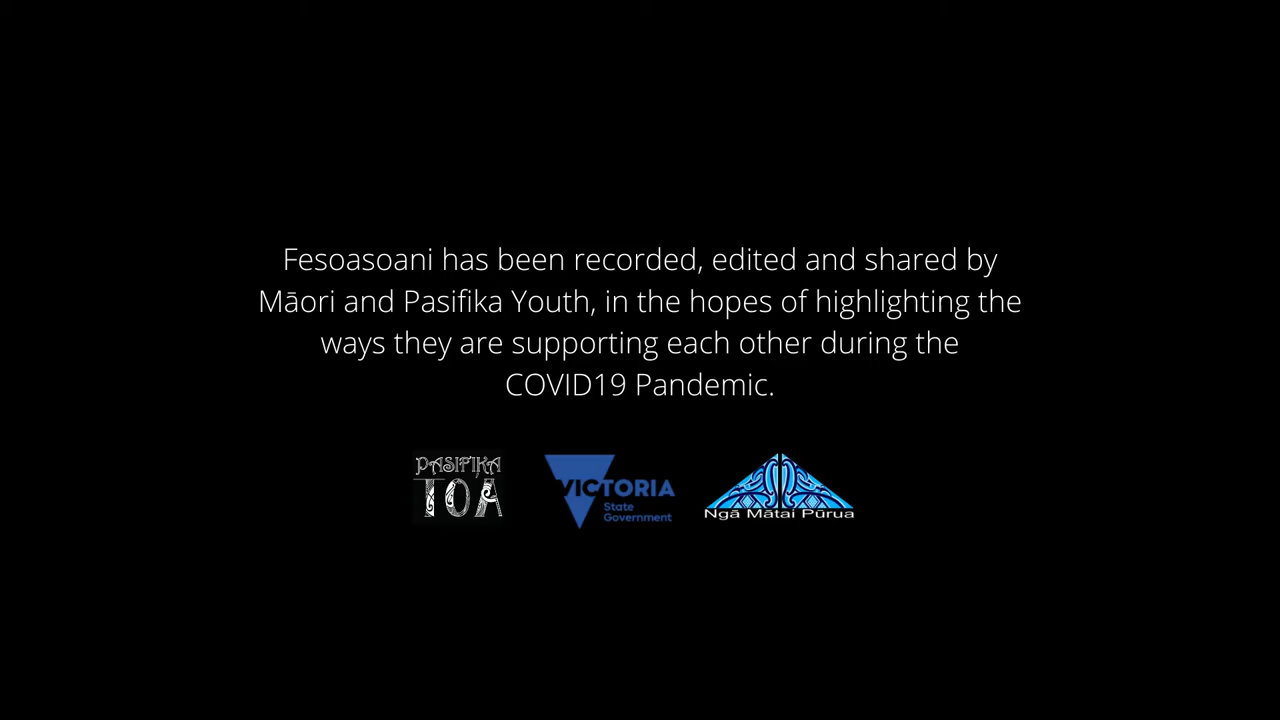 Fesoasoani has been recorded, edited and shared by
Māori and Pasifika Youth, in the hopes of highlighting the
ways they are supporting each other during the
COVID19 Pandemic.
PASIFIKA
TOA
VICTORIA
State
Government
Ngā Mātai Pūrua